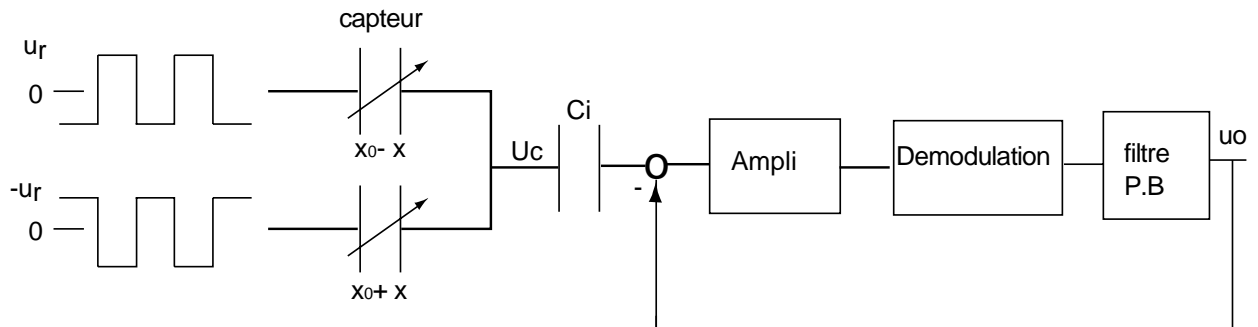 capteur
ur
0
x0- x
Ci
Uc
-
Ampli
Demodulation
filtre
P.B
uo
-ur
0
x0+ x